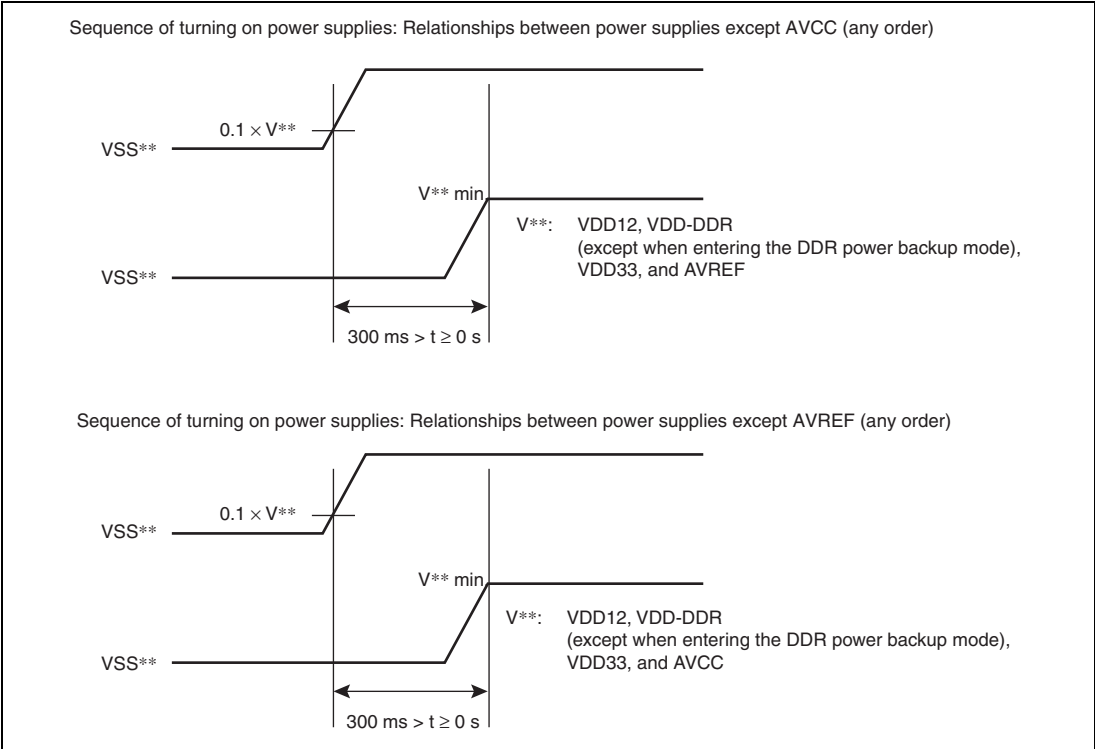 Sequence of turning on power supplies: Relationships between power supplies except AVCC (any order)
0.1 × V**
VSS**
V** min
V**: VDD12, VDD-DDR
(except when entering the DDR power backup mode),
VDD33, and AVREF
VSS**
300 ms > t ≥ 0 s
Sequence of turning on power supplies: Relationships between power supplies except AVREF (any order)
0.1 × V**
VSS**
V** min
V**: VDD12, VDD-DDR
(except when entering the DDR power backup mode),
VDD33, and AVCC
VSS**
300 ms > t ≥ 0 s